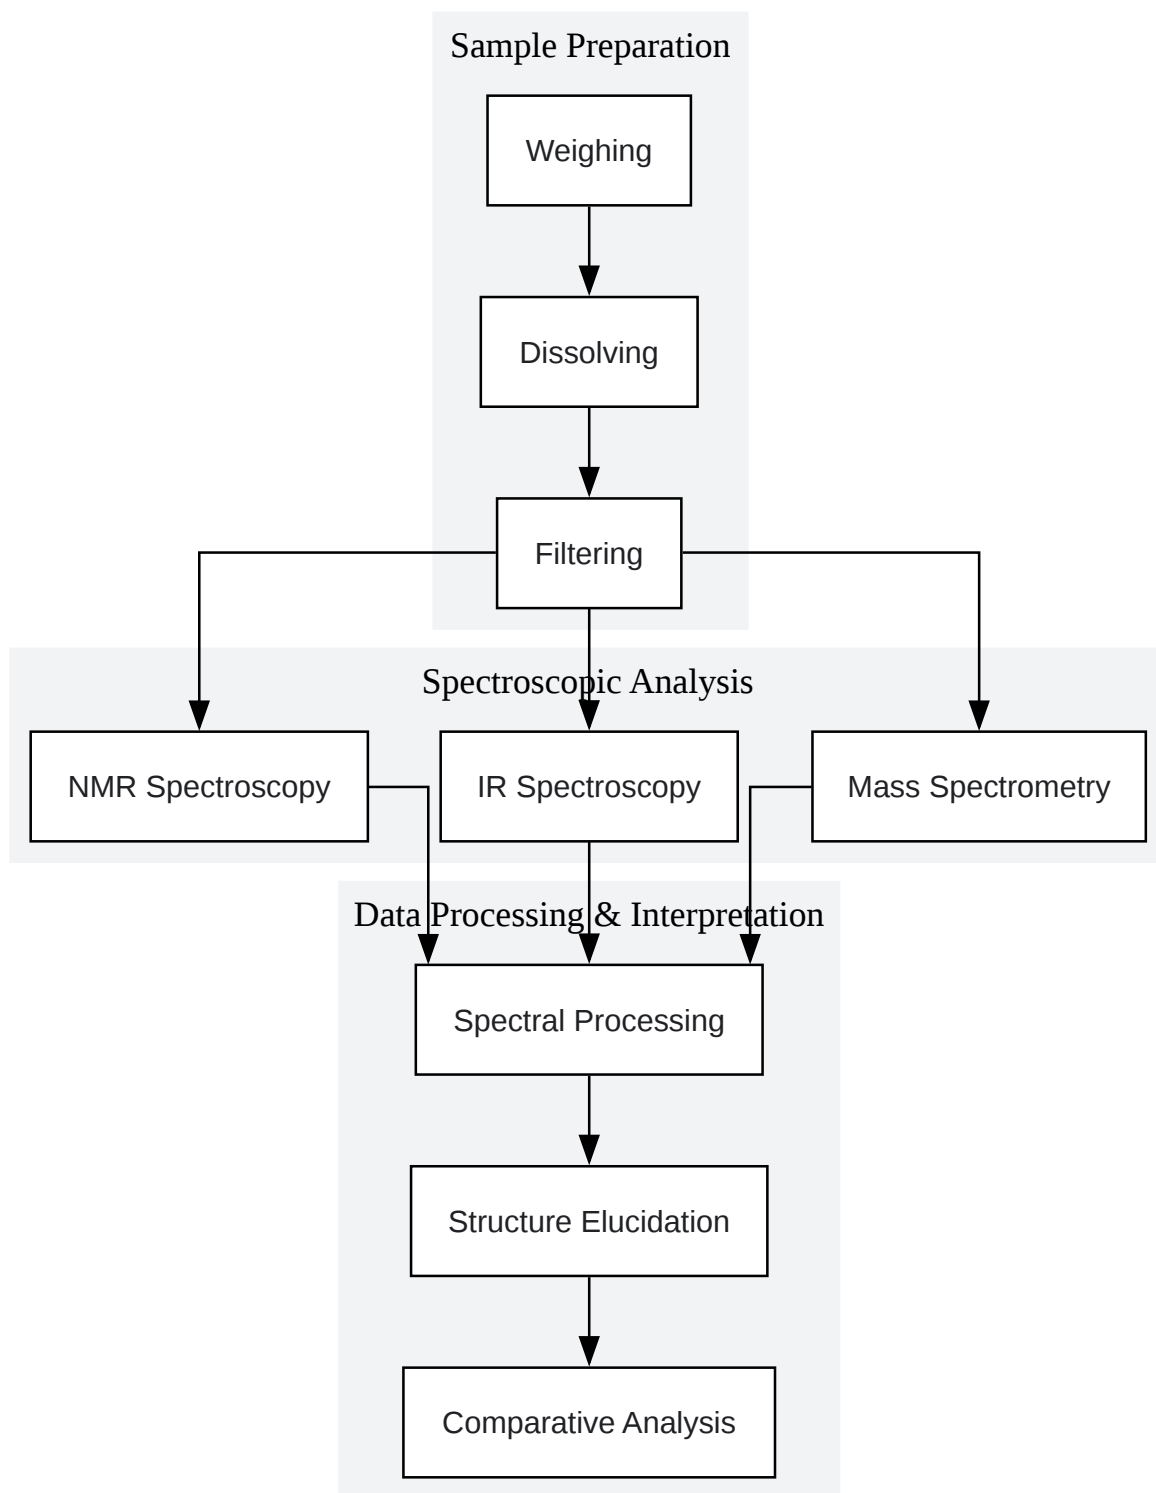 Sample Preparation
Weighing
Dissolving
Filtering
Spectroscopic Analysis
NMR Spectroscopy
IR Spectroscopy
Mass Spectrometry
Data Processing & Interpretation
Spectral Processing
Structure Elucidation
Comparative Analysis